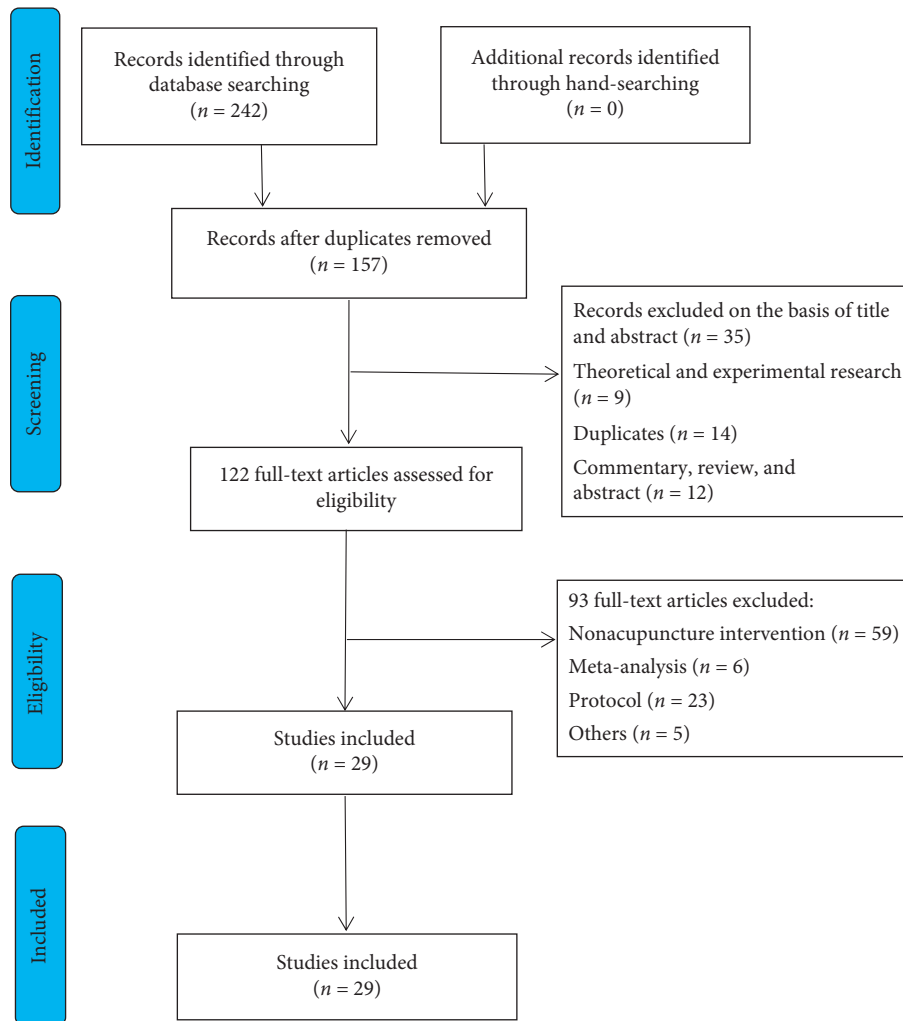 Identification
Records identified through
database searching
(n = 242)
Additional records identified
through hand-searching
(n = 0)
Records after duplicates removed
(n = 157)
Screening
Records excluded on the basis of title
and abstract (n = 35)
Theoretical and experimental research
(n = 9)
Duplicates (n = 14)
Commentary, review, and
abstract (n = 12)
122 full-text articles assessed for
eligibility
Eligibility
93 full-text articles excluded:
Nonacupuncture intervention (n = 59)
Meta-analysis (n = 6)
Protocol (n = 23)
Others (n = 5)
Studies included
(n = 29)
Included
Studies included
(n = 29)